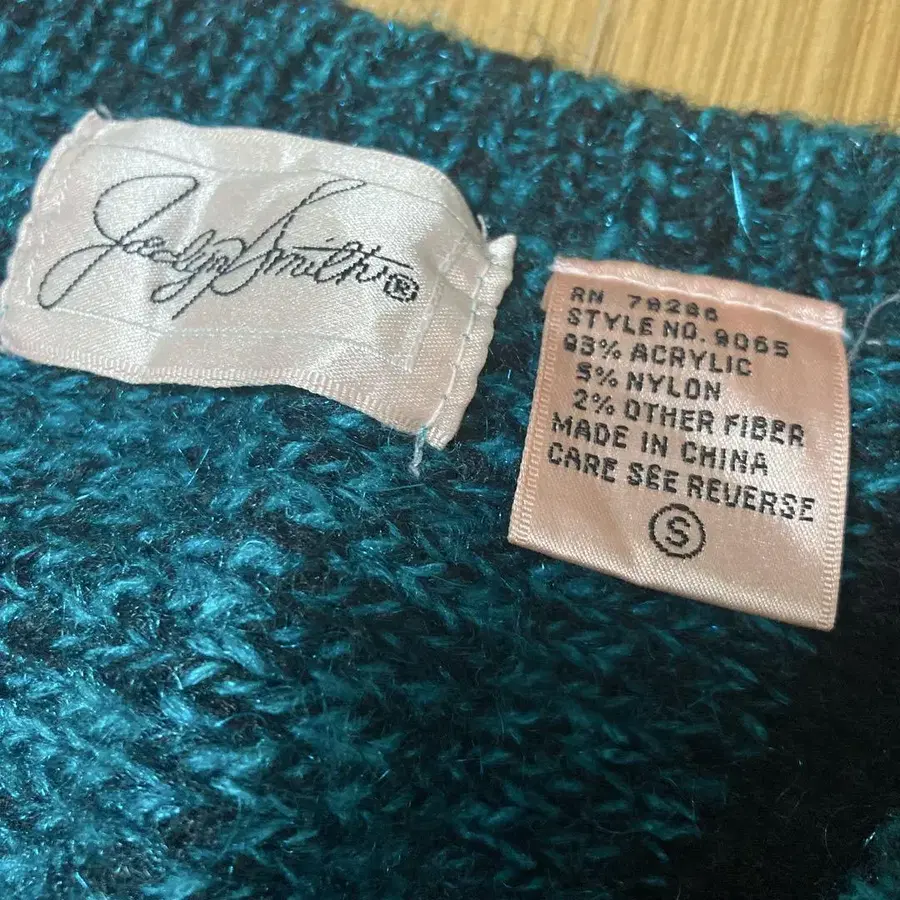 Jaclyn Smith®
RN 79286
STYLE NO. 9065
93% ACRYLIC
5% NYLON
2% OTHER FIBER
MADE IN CHINA
CARE SEE REVERSE
S